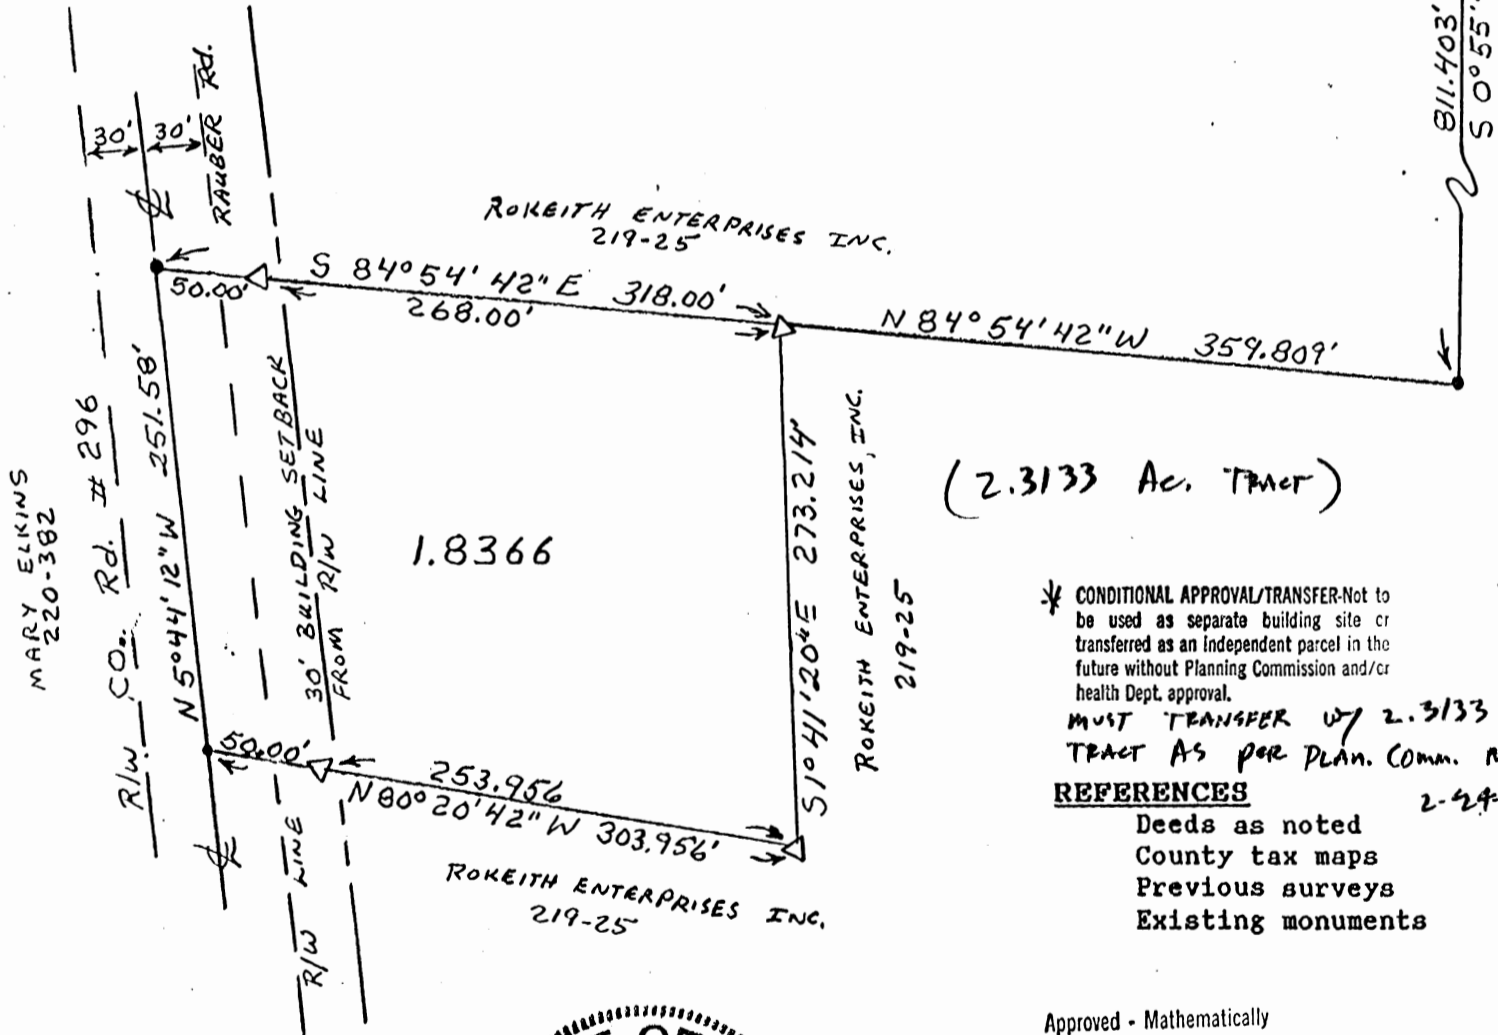 811.403'
S 0°55'
30'
30'
RAUBER Rd.
ROKEITH ENTERPRISES INC.
219-25
50.00'
S 84°54'42" E 318.00'
268.00'
N 84°54'42" W 359.809'
MARY ELKINS
220-382
R/W CO. Rd. # 296
N 5°44'12" W 251.58'
30' BUILDING SETBACK
FROM R/W LINE
1.8366
S 1°41'20" E 273.214'
ROKEITH ENTERPRISES, INC.
219-25
(2.3133 Ac. TRACT)
* CONDITIONAL APPROVAL/TRANSFER-Not to
be used as separate building site or
transferred as an independent parcel in the
future without Planning Commission and/or
health Dept. approval.
MUST TRANSFER W/ 2.3133
TRACT AS PER PLAN. COMM.
REFERENCES
Deeds as noted
County tax maps
Previous surveys
Existing monuments
50.00'
253.956
N 80°20'42" W 303.956'
ROKEITH ENTERPRISES INC.
219-25
R/W LINE
Approved - Mathematically